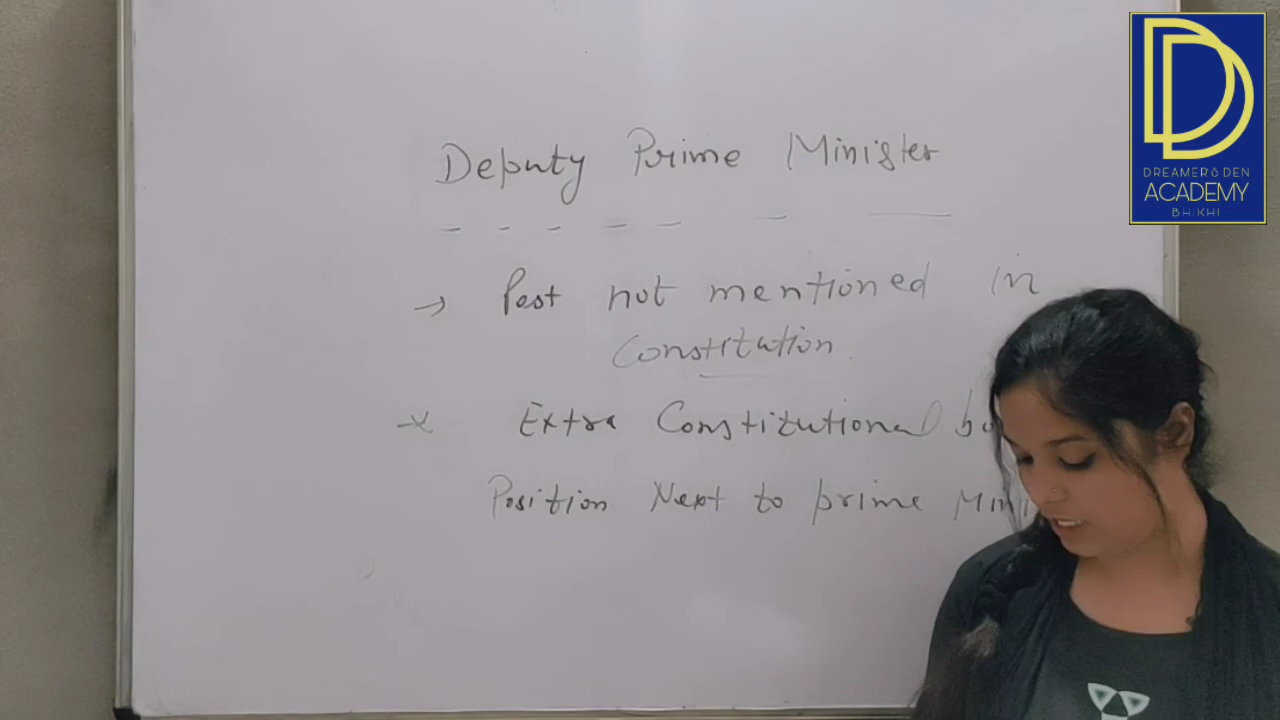 Deputy Prime Minister
→ Post not mentioned in
Constitution.
Extra Constitutional
Position Next to prime
DREAMERS DEN
ACADEMY
BHIKHI